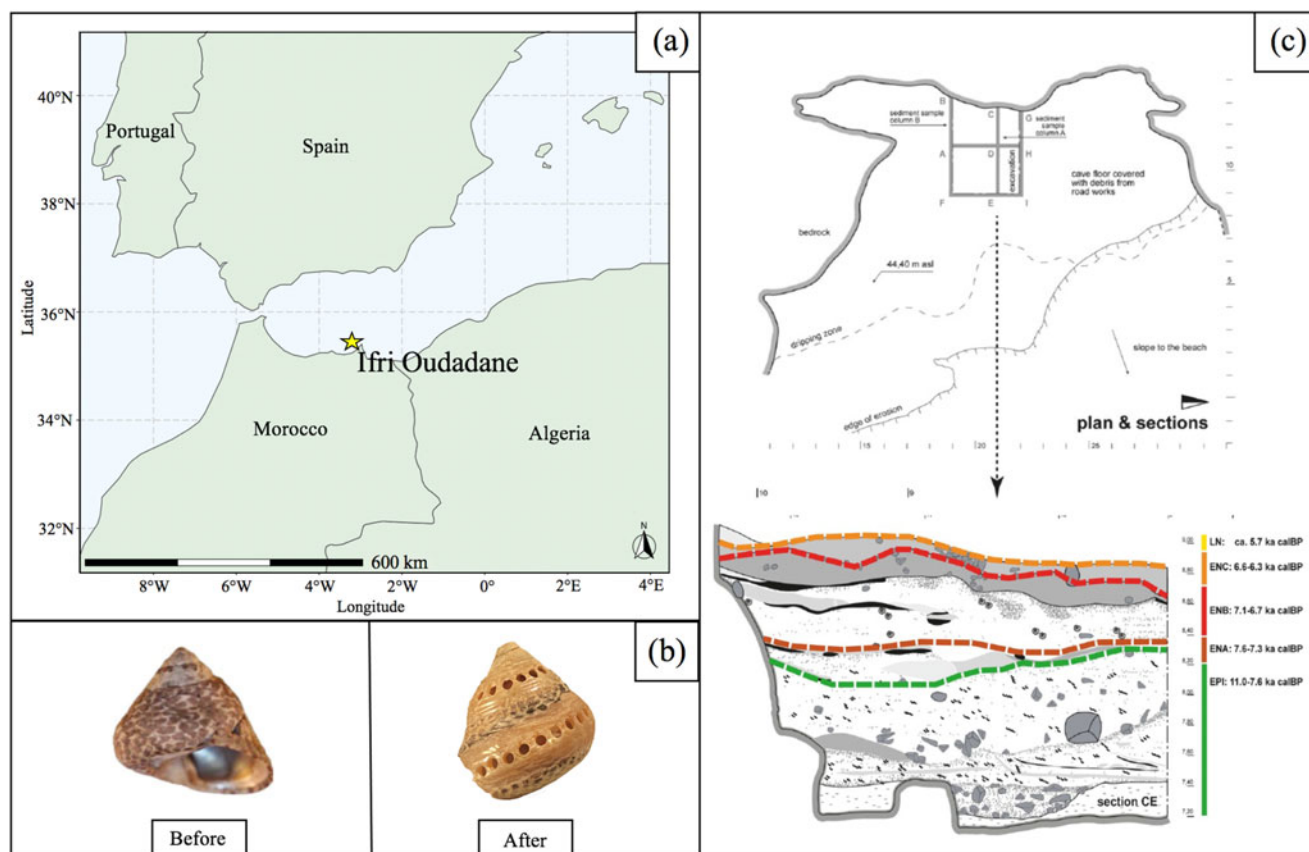 (a)
40°N
38°N
36°N
34°N
32°N
Latitude
Portugal
Spain
Ifri Oudadane
Morocco
Algeria
600 km
N
8°W
6°W
4°W
2°W
0°
2°E
4°E
Longitude
(b)
Before
After
(c)
B
C
G
sediment sample
column B
sediment
sample
column A
A
D
H
excavation
F
E
I
cave floor covered
with debris from
road works
10
5
bedrock
44,40 m asl
dripping zone
slope to the beach
edge of erosion
plan & sections
15
20
25
10
9
LN: ca. 5.7 ka calBP
ENC: 6.6-6.3 ka calBP
ENB: 7.1-6.7 ka calBP
ENA: 7.6-7.3 ka calBP
EPI: 11.0-7.6 ka calBP
section CE